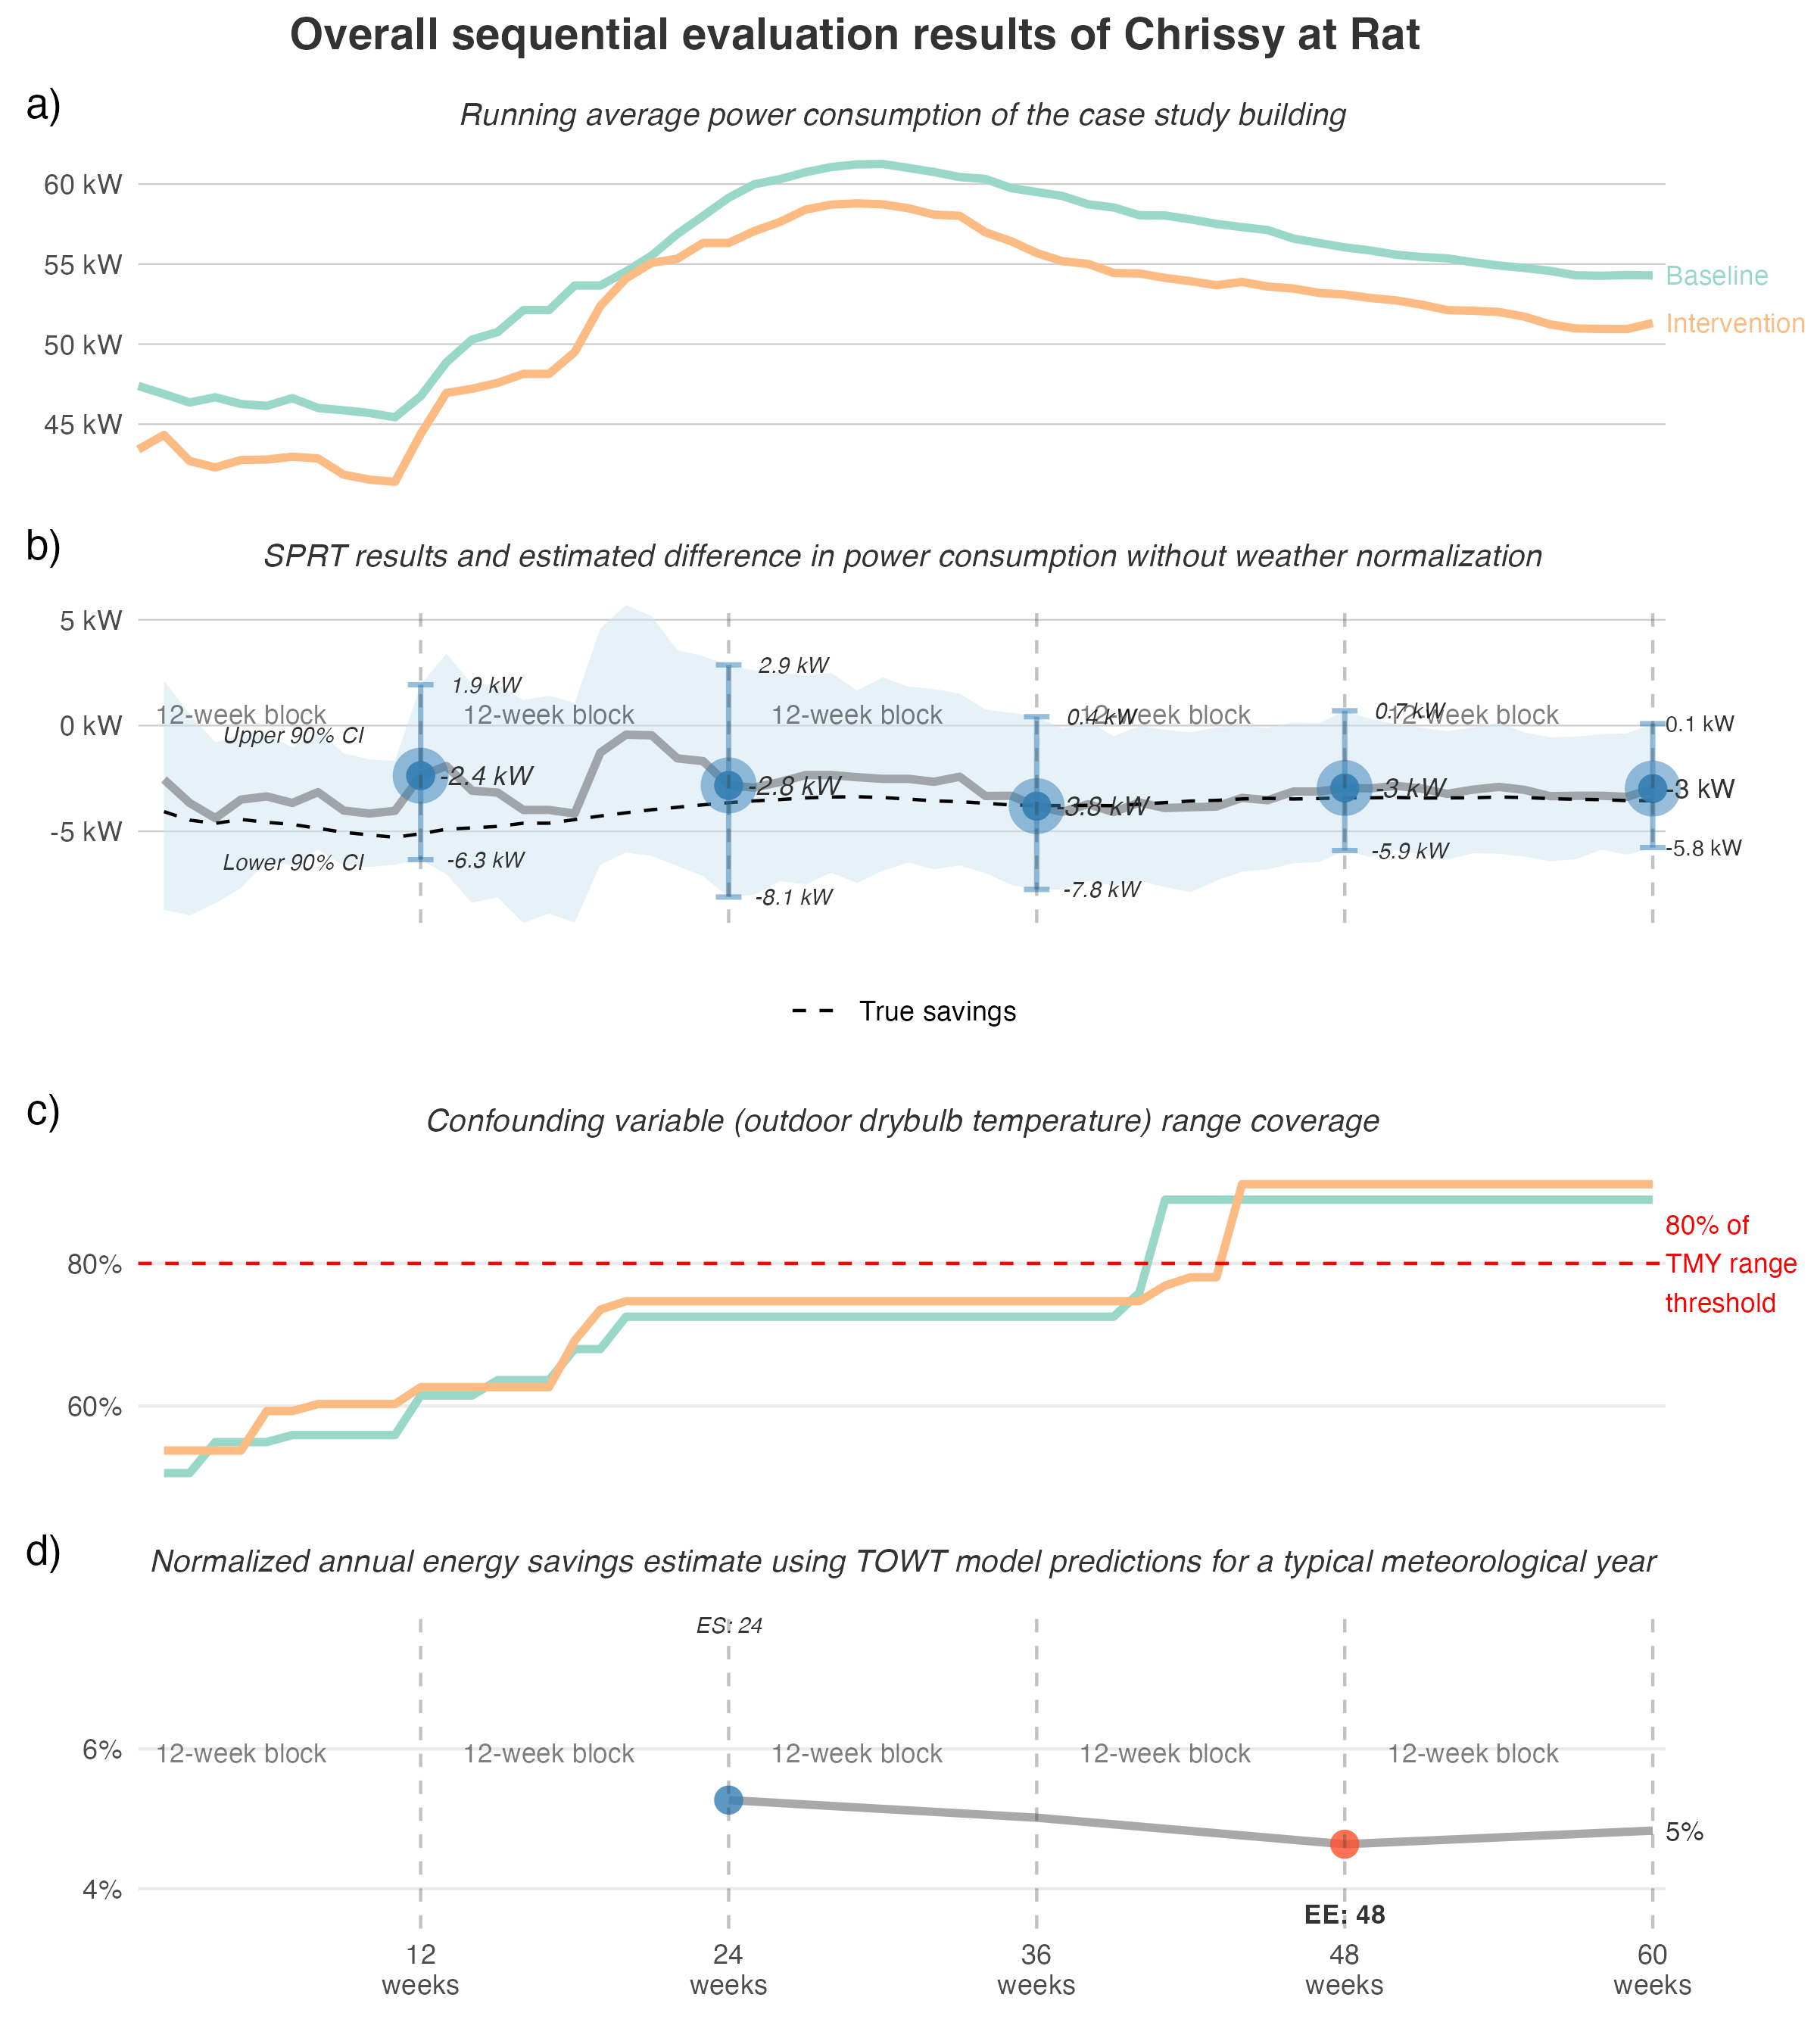 Overall sequential evaluation results of Chrissy at Rat
a)
Running average power consumption of the case study building
60 kW
55 kW
50 kW
45 kW
Baseline
Intervention
b)
SPRT results and estimated difference in power consumption without weather normalization
5 kW
0 kW
-5 kW
12-week block
12-week block
12-week block
12-week block
12-week block
Upper 90% CI
Lower 90% CI
1.9 kW
-2.4 kW
-6.3 kW
2.9 kW
-2.8 kW
-8.1 kW
0.4 kW
-3.8 kW
-7.8 kW
0.7 kW
-3 kW
-5.9 kW
0.1 kW
-3 kW
-5.8 kW
True savings
c)
Confounding variable (outdoor drybulb temperature) range coverage
80%
60%
80% of
TMY range
threshold
d)
Normalized annual energy savings estimate using TOWT model predictions for a typical meteorological year
ES: 24
6%
4%
12-week block
12-week block
12-week block
12-week block
12-week block
5%
EE: 48
12
weeks
24
weeks
36
weeks
48
weeks
60
weeks